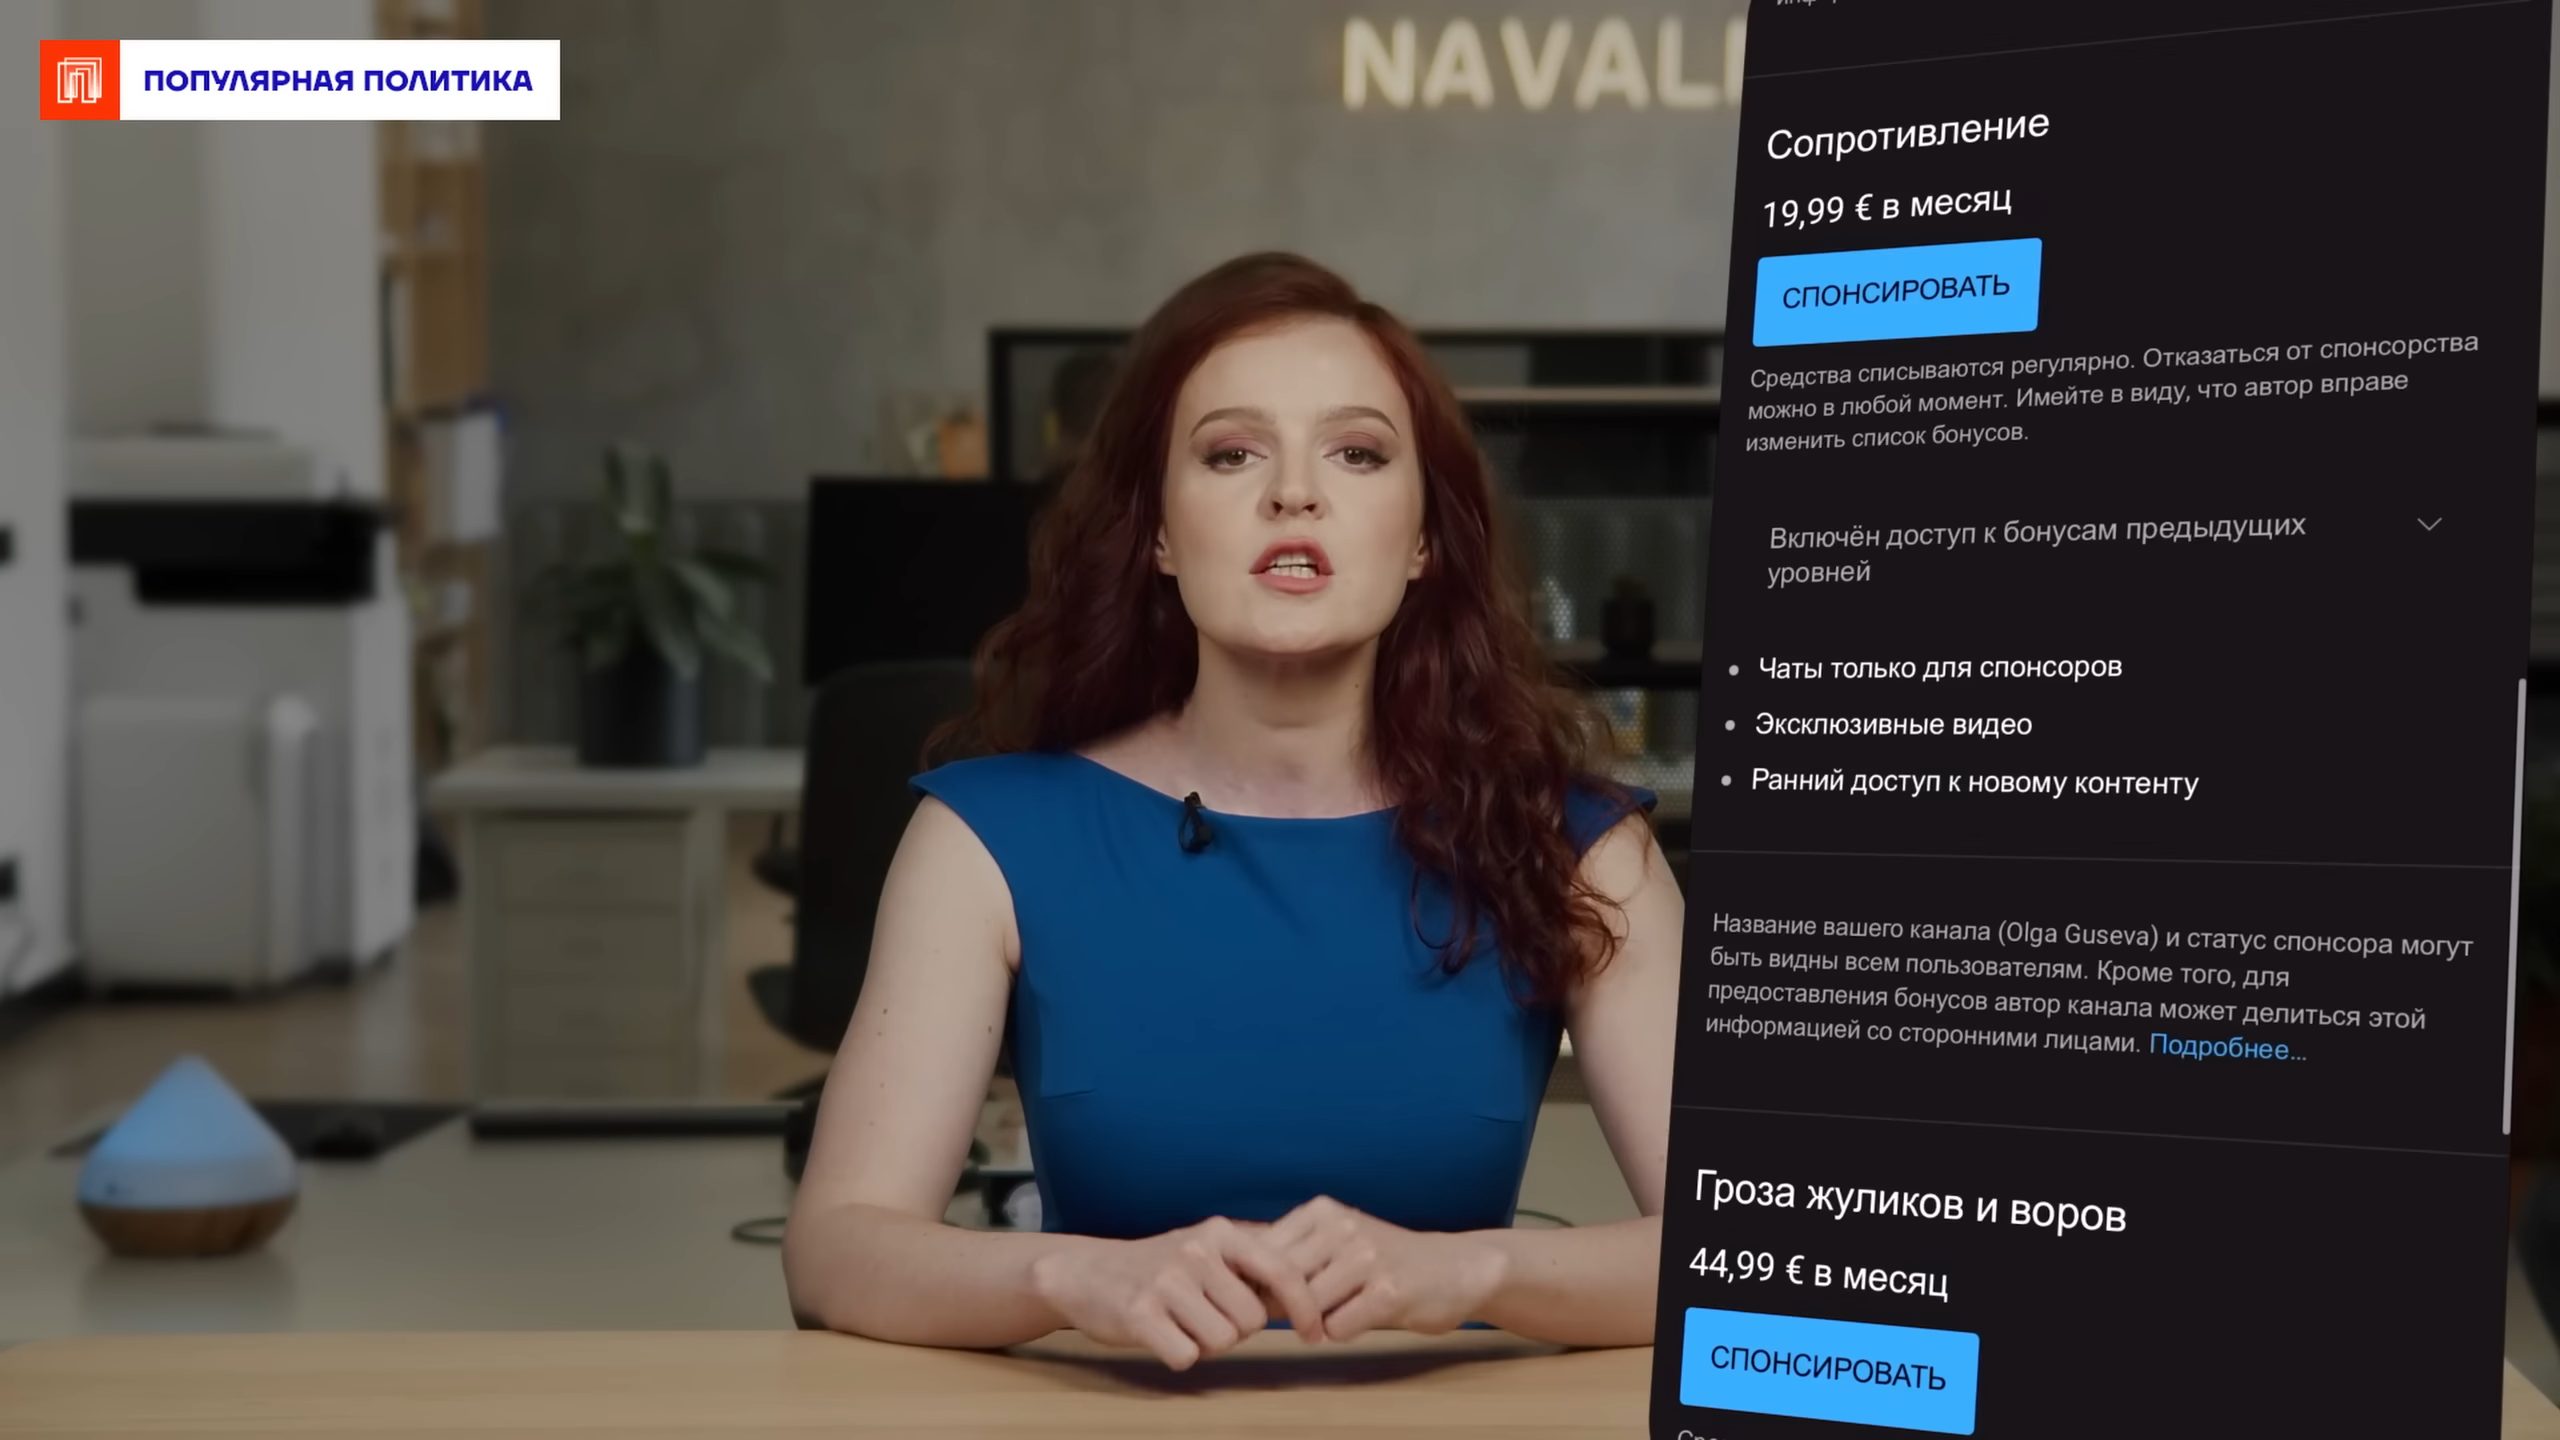 ПОПУЛЯРНАЯ ПОЛИТИКА
NAVAL
Сопротивление
19,99 € в месяц
СПОНСИРОВАТЬ
Средства списываются регулярно. Отказаться от спонсорства
можно в любой момент. Имейте в виду, что автор вправе
изменить список бонусов.
Включён доступ к бонусам предыдущих
уровней
• Чаты только для спонсоров
• Эксклюзивные видео
• Ранний доступ к новому контенту
Название вашего канала (Olga Guseva) и статус спонсора могут
быть видны всем пользователям. Кроме того, для
предоставления бонусов автор канала может делиться этой
информацией со сторонними лицами. Подробнее...
Гроза жуликов и воров
44,99 € в месяц
СПОНСИРОВАТЬ